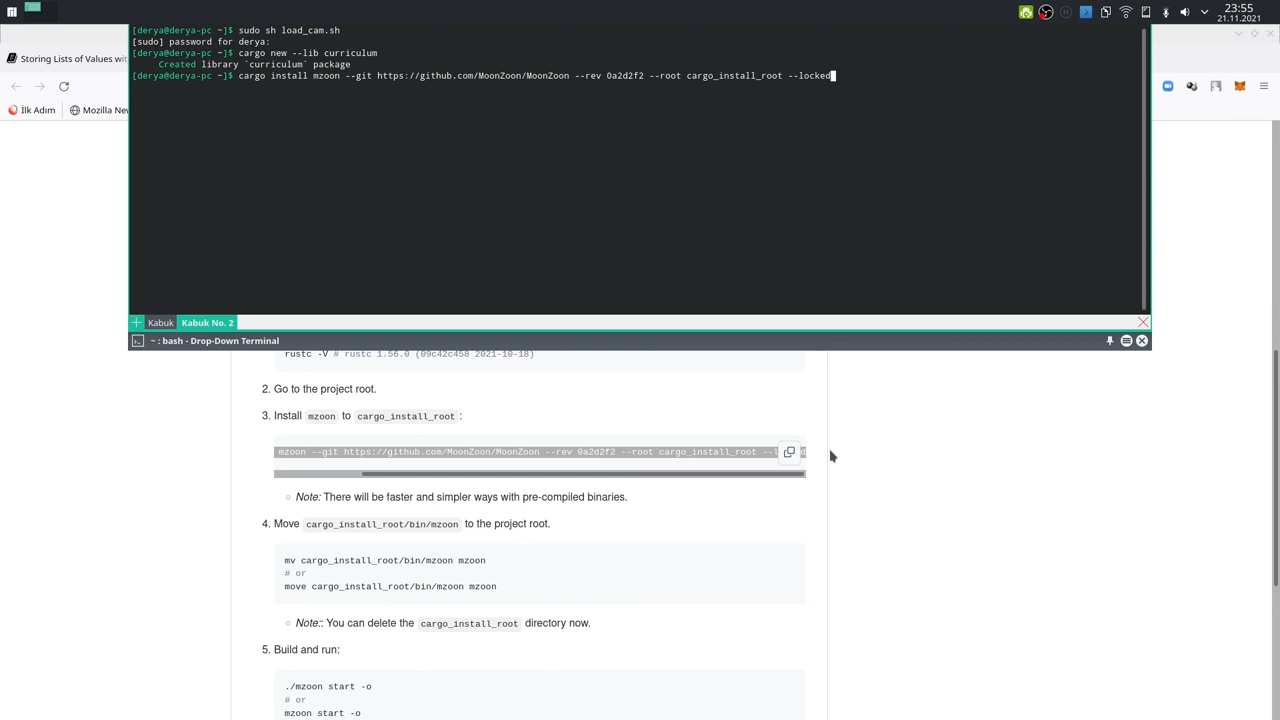 23:55
21.11.2021
[derya@derya-pc ~]$ sudo sh load_cam.sh
[sudo] password for derya:
[derya@derya-pc ~]$ cargo new --lib curriculum
Created library `curriculum` package
[derya@derya-pc ~]$ cargo install mzoon --git https://github.com/MoonZoon/MoonZoon --rev 0a2d2f2 --root cargo_install_root --locked
Storing Lists of Values with
İlk Adım
Mozilla New
Kabuk
Kabuk No. 2
~ : bash - Drop-Down Terminal
rustc -V # rustc 1.56.0 (09c42c458 2021-10-18)
2. Go to the project root.
3. Install mzoon to cargo_install_root :
mzoon --git https://github.com/MoonZoon/MoonZoon --rev 0a2d2f2 --root cargo_install_root
Note: There will be faster and simpler ways with pre-compiled binaries.
4. Move cargo_install_root/bin/mzoon to the project root.
mv cargo_install_root/bin/mzoon mzoon
# or
move cargo_install_root/bin/mzoon mzoon
Note:: You can delete the cargo_install_root directory now.
5. Build and run:
./mzoon start -o
# or
mzoon start -o